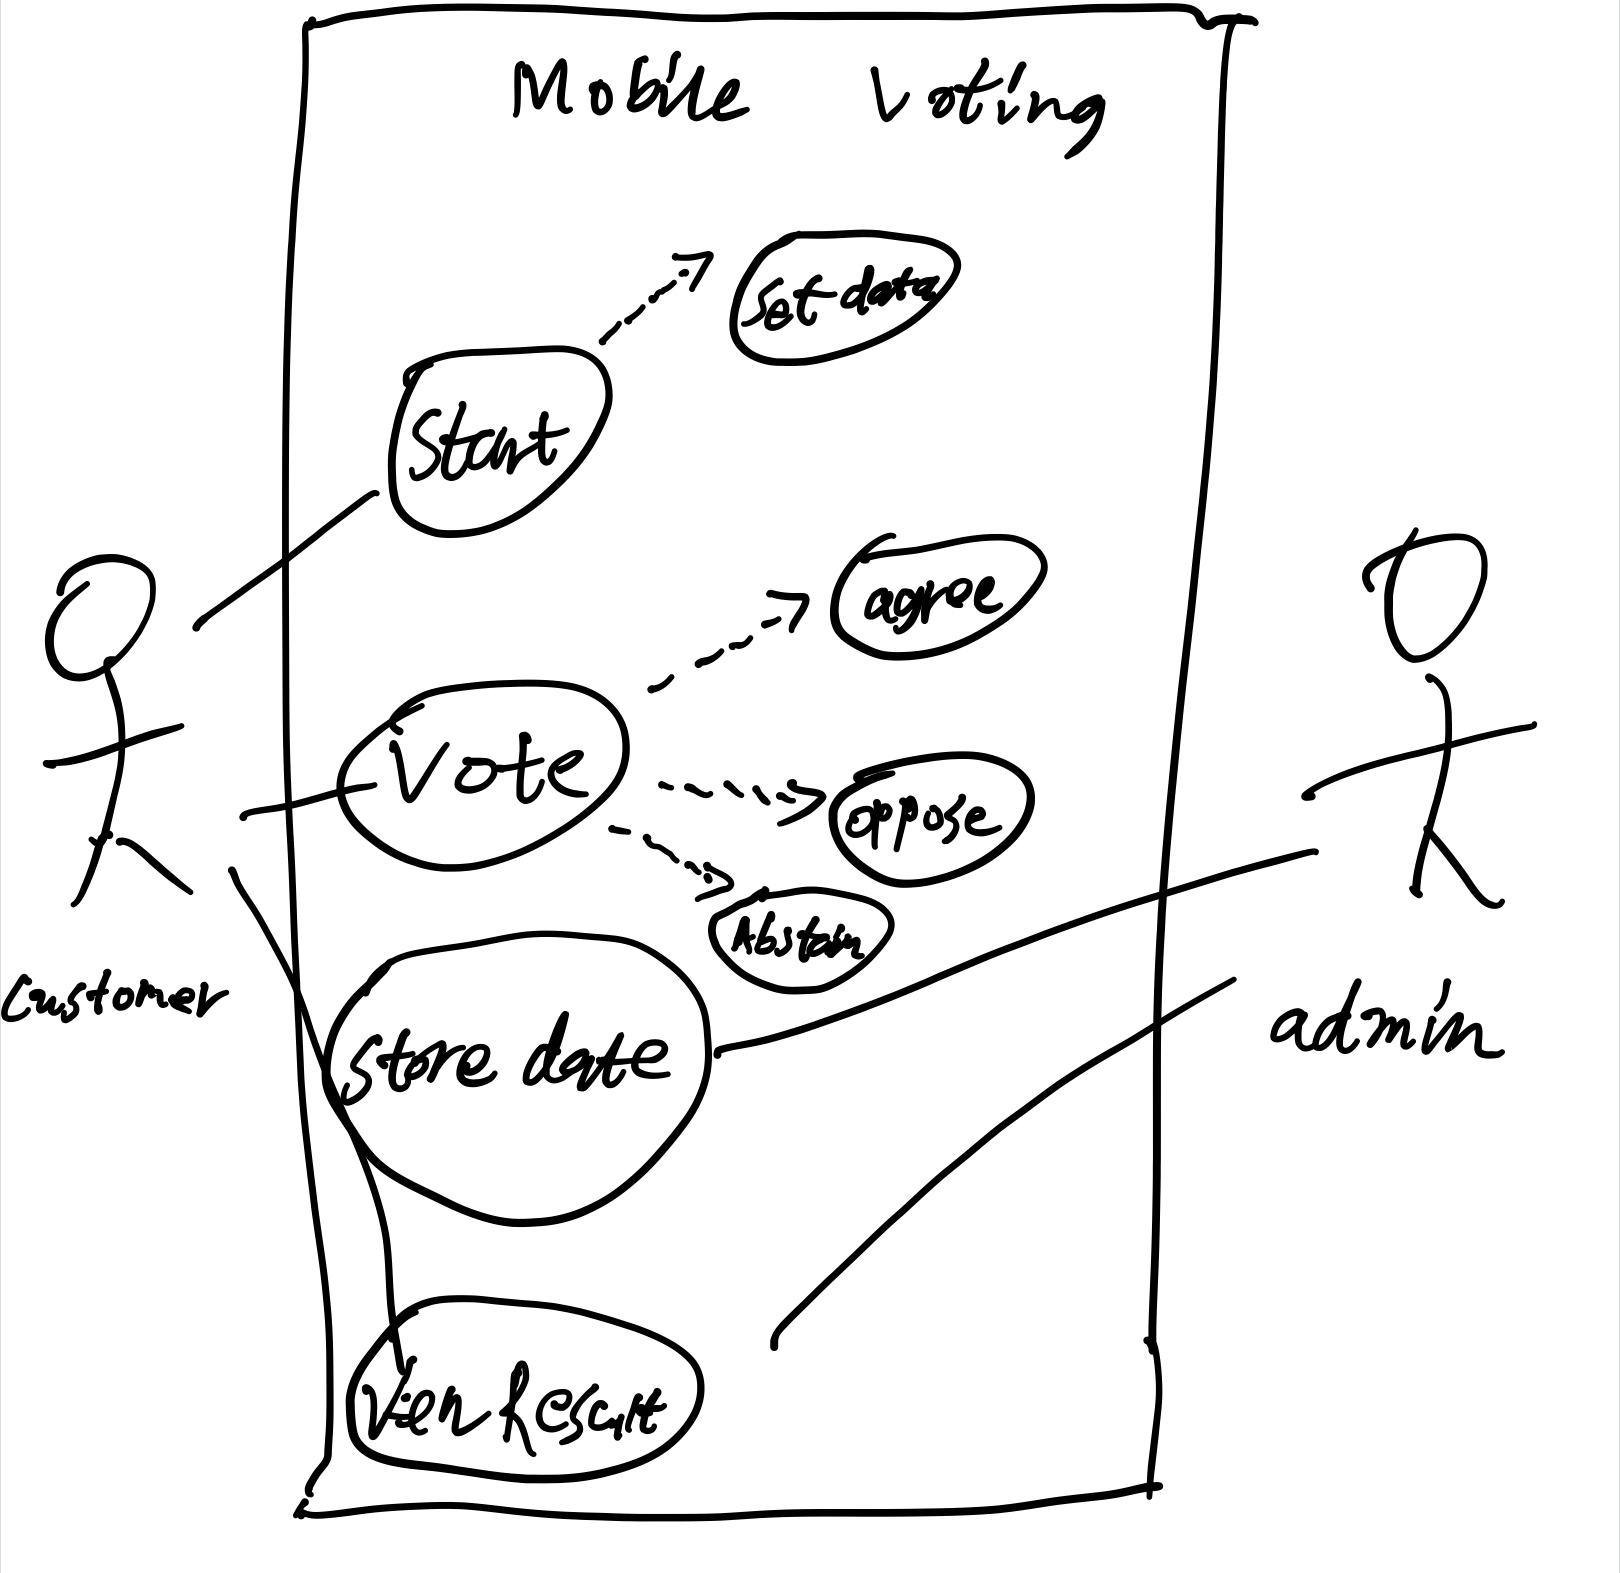 Mobile Voting
set data
Start
agree
Vote
oppose
Abstain
customer
store date
admin
View Result